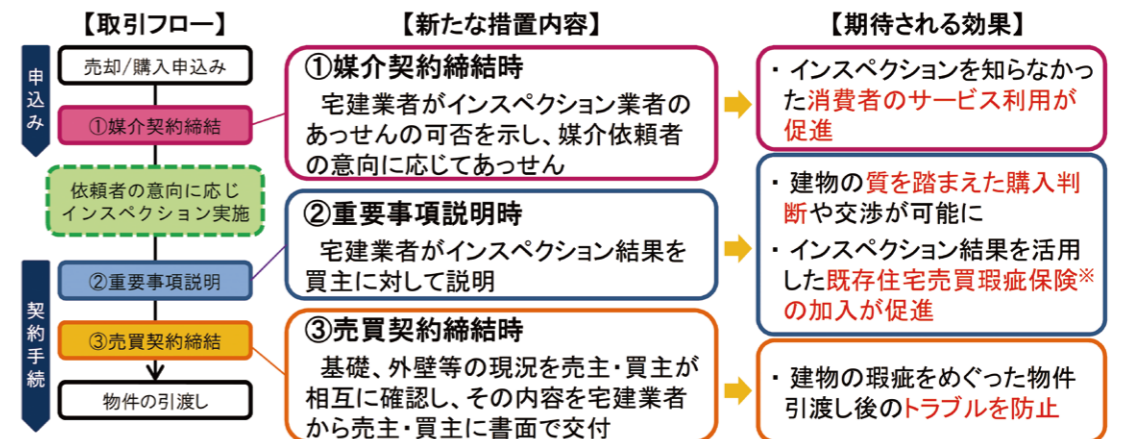 【取引フロー】
申込み
売却/購入申込み
①媒介契約締結
依頼者の意向に応じ
インスペクション実施
契約手続
②重要事項説明
③売買契約締結
物件の引渡し
【新たな措置内容】
①媒介契約締結時
宅建業者がインスペクション業者の
あっせんの可否を示し、媒介依頼者
の意向に応じてあっせん
②重要事項説明時
宅建業者がインスペクション結果を
買主に対して説明
③売買契約締結時
基礎、外壁等の現況を売主・買主が
相互に確認し、その内容を宅建業者
から売主・買主に書面で交付
【期待される効果】
・インスペクションを知らなかっ
た消費者のサービス利用が
促進
・建物の質を踏まえた購入判
断や交渉が可能に
・インスペクション結果を活用
した既存住宅売買瑕疵保険※
の加入が促進
・建物の瑕疵をめぐった物件
引渡し後のトラブルを防止